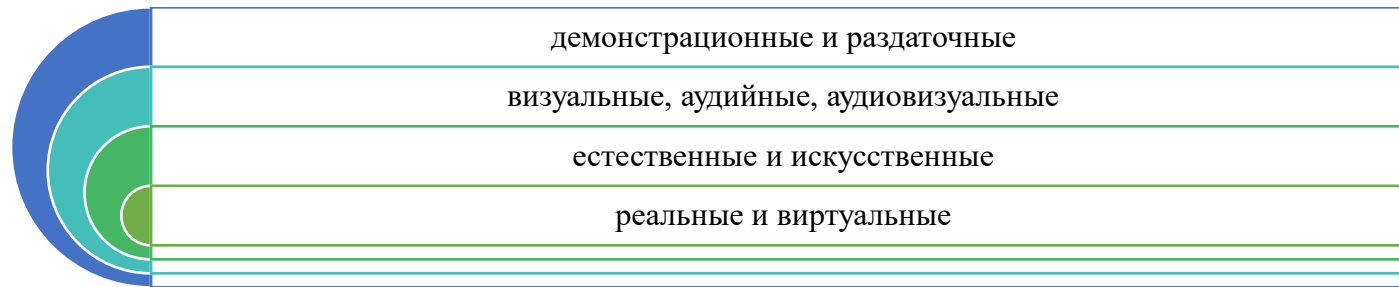 демонстрационные и раздаточные
визуальные, аудийные, аудиовизуальные
естественные и искусственные
реальные и виртуальные